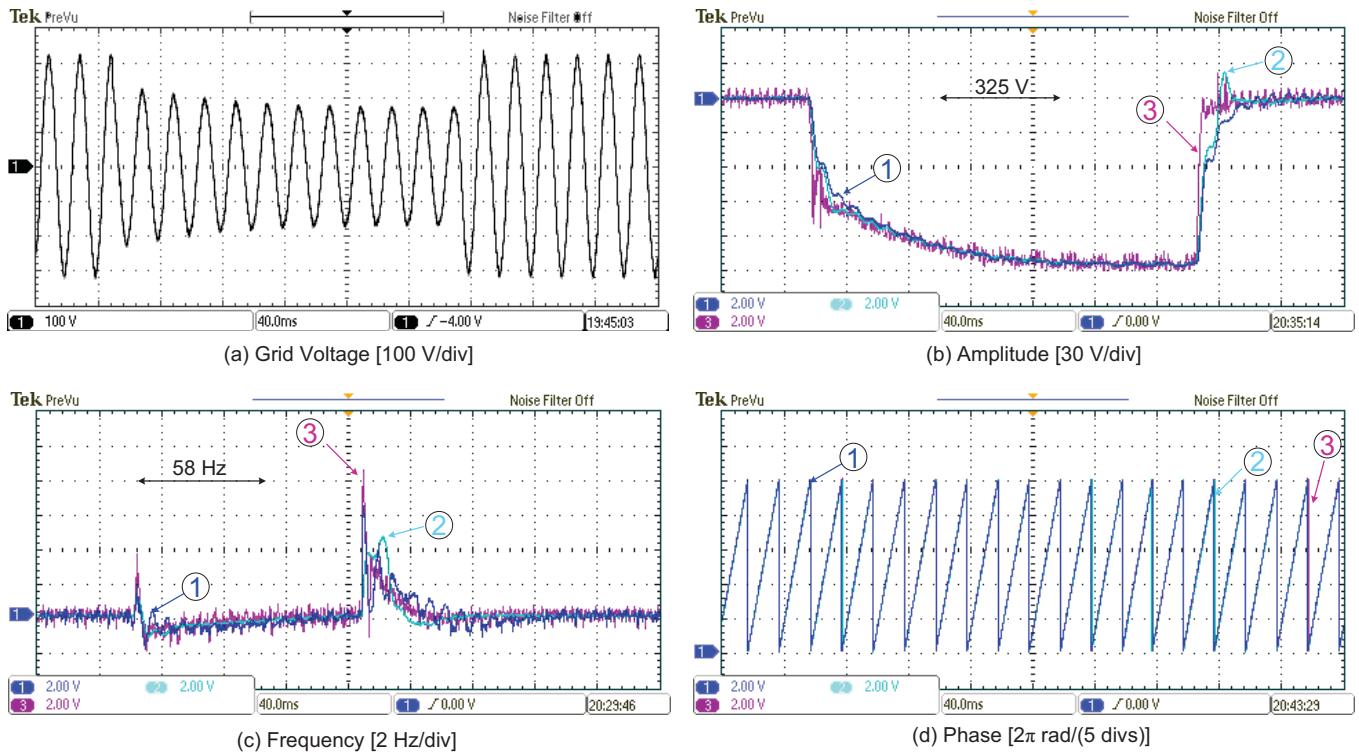 Tek PreVu Noise Filter Off
1
1 100 V 40.0ms 1 ∫ −4.00 V 19:45:03
(a) Grid Voltage [100 V/div]
Tek PreVu Noise Filter Off
2
325 V
1
3
1
1 2.00 V 2 2.00 V
3 2.00 V 40.0ms 1 ∫ 0.00 V 20:35:14
(b) Amplitude [30 V/div]
Tek PreVu Noise Filter Off
3
58 Hz
2
1
1
1 2.00 V 2 2.00 V
3 2.00 V 40.0ms 1 ∫ 0.00 V 20:29:46
(c) Frequency [2 Hz/div]
Tek PreVu Noise Filter Off
1
2
3
1
1 2.00 V 2 2.00 V
3 2.00 V 40.0ms 1 ∫ 0.00 V 20:43:29
(d) Phase [2π rad/(5 divs)]